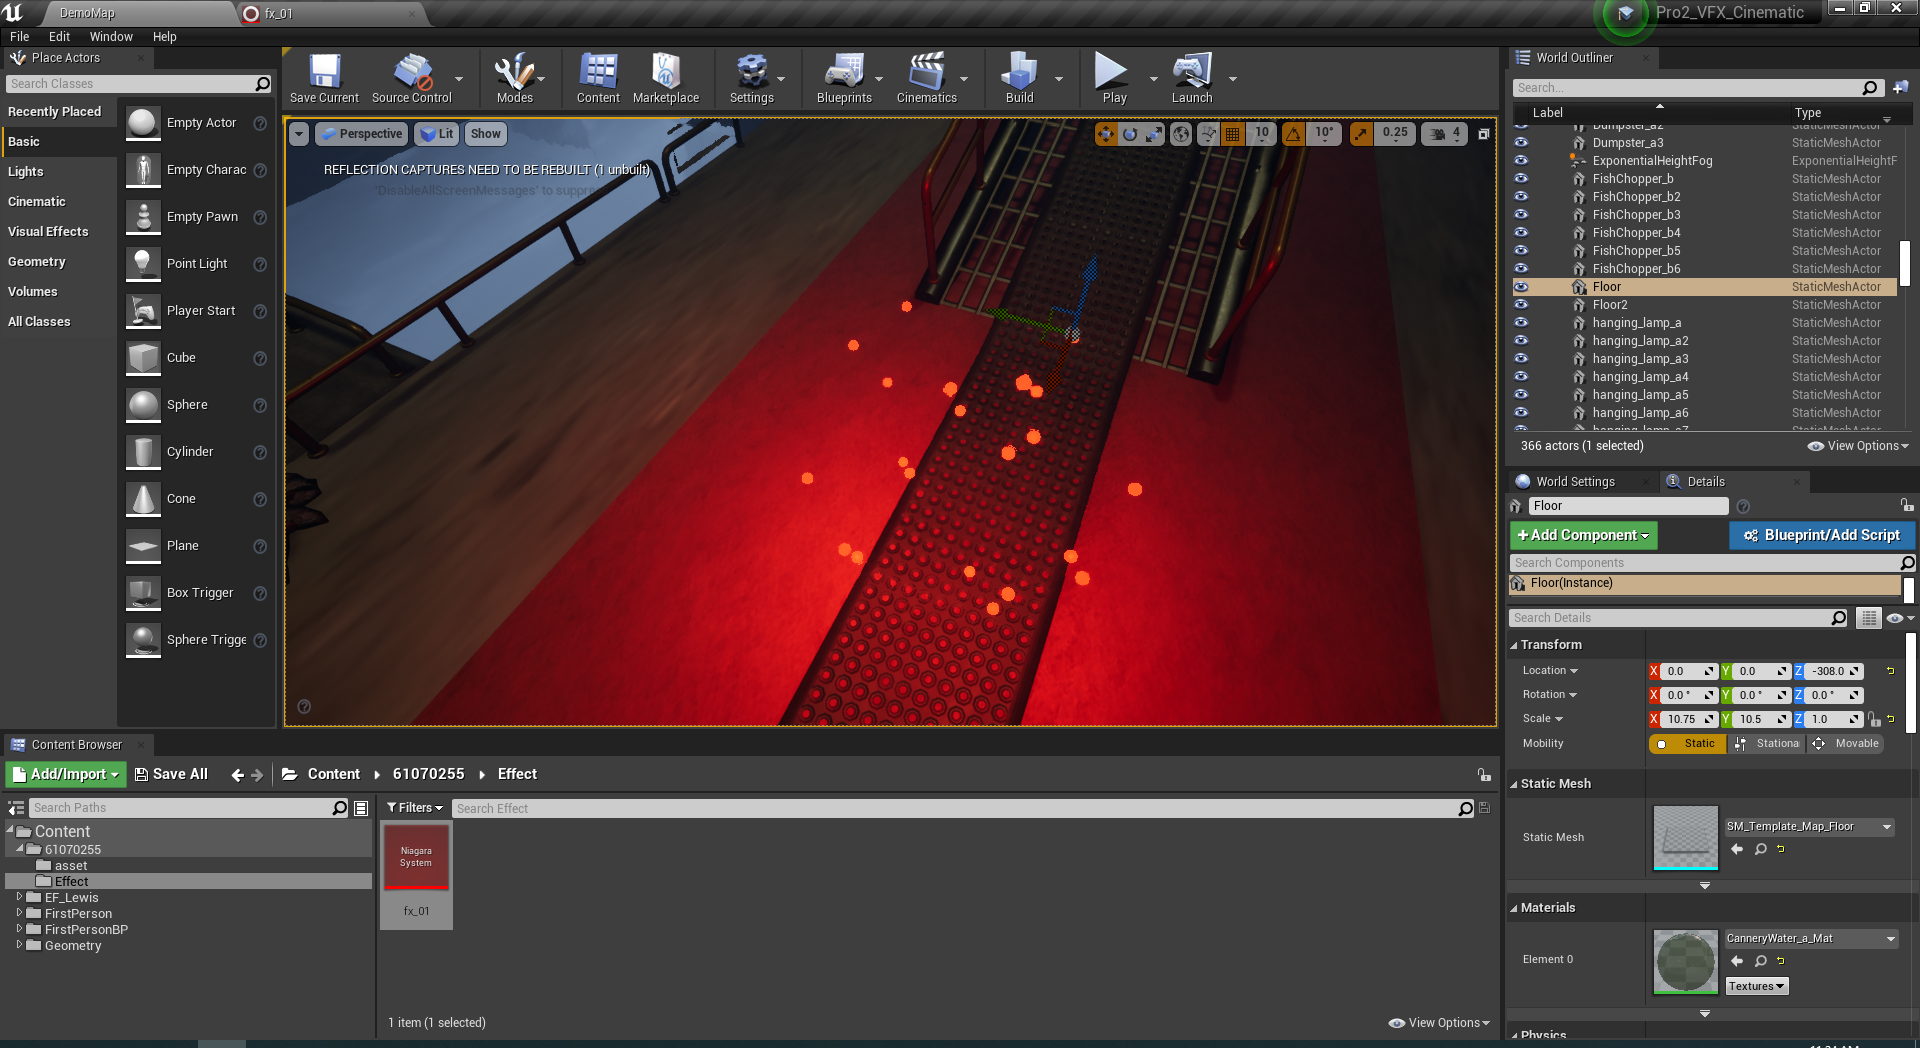 DemoMap
fx_01
Pro2_VFX_Cinematic
File Edit Window Help
Place Actors
Search Classes
Recently Placed
Basic
Lights
Cinematic
Visual Effects
Geometry
Volumes
All Classes
Empty Actor
Empty Charac
Empty Pawn
Point Light
Player Start
Cube
Sphere
Cylinder
Cone
Plane
Box Trigger
Sphere Trigge
Save Current
Source Control
Modes
Content
Marketplace
Settings
Blueprints
Cinematics
Build
Play
Launch
Perspective
Lit
Show
10
10°
0.25
4
REFLECTION CAPTURES NEED TO BE REBUILT (1 unbuilt)
'DisableAllScreenMessages' to suppre
World Outliner
Search...
Label Type
Dumpster_a2 StaticMeshActor
Dumpster_a3 StaticMeshActor
ExponentialHeightFog ExponentialHeightF
FishChopper_b StaticMeshActor
FishChopper_b2 StaticMeshActor
FishChopper_b3 StaticMeshActor
FishChopper_b4 StaticMeshActor
FishChopper_b5 StaticMeshActor
FishChopper_b6 StaticMeshActor
Floor StaticMeshActor
Floor2 StaticMeshActor
hanging_lamp_a StaticMeshActor
hanging_lamp_a2 StaticMeshActor
hanging_lamp_a3 StaticMeshActor
hanging_lamp_a4 StaticMeshActor
hanging_lamp_a5 StaticMeshActor
hanging_lamp_a6 StaticMeshActor
hanging_lamp_a7 StaticMeshActor
366 actors (1 selected)
View Options
World Settings
Details
Floor
+Add Component
Blueprint/Add Script
Search Components
Floor(Instance)
Search Details
Transform
Location X 0.0 Y 0.0 Z -308.0
Rotation X 0.0 ° Y 0.0 ° Z 0.0 °
Scale X 10.75 Y 10.5 Z 1.0
Mobility Static Stationa Movable
Static Mesh
Static Mesh
SM_Template_Map_Floor
Materials
Element 0
CanneryWater_a_Mat
Textures
Physics
Content Browser
Add/Import
Save All
Content 61070255 Effect
Search Paths
Content
61070255
asset
Effect
EF_Lewis
FirstPerson
FirstPersonBP
Geometry
Filters
Search Effect
Niagara
System
fx_01
1 item (1 selected)
View Options